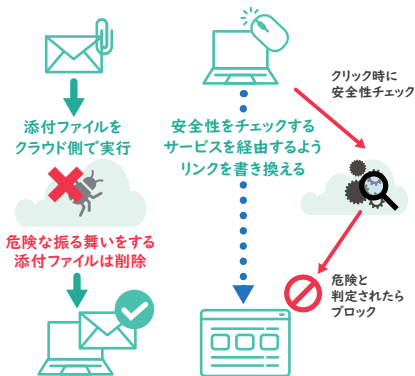 添付ファイルを
クラウド側で実行
危険な振る舞いをする
添付ファイルは削除
安全性をチェックする
サービスを経由するよう
リンクを書き換える
クリック時に
安全性チェック
危険と
判定されたら
ブロック